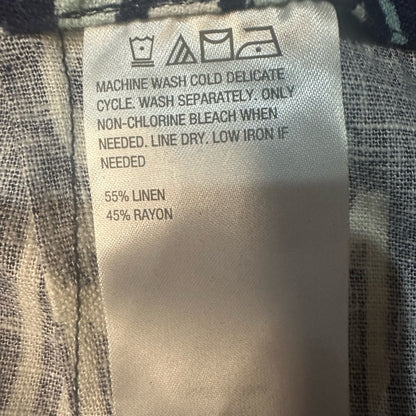 MACHINE WASH COLD DELICATE
CYCLE. WASH SEPARATELY. ONLY
NON-CHLORINE BLEACH WHEN
NEEDED. LINE DRY. LOW IRON IF
NEEDED
55% LINEN
45% RAYON